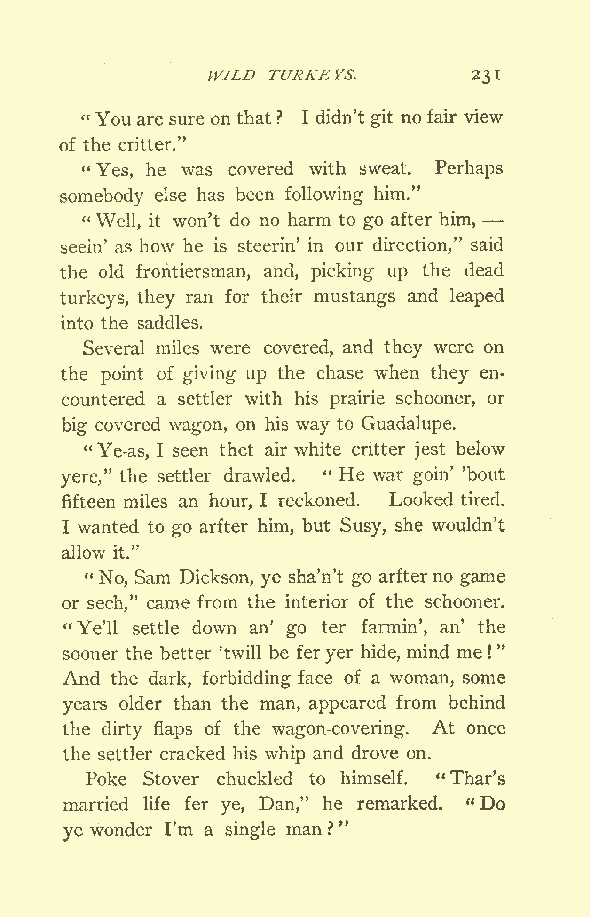 WILD TURKEYS. 231
"You are sure on that? I didn't git no fair view
of the critter."
"Yes, he was covered with sweat. Perhaps
somebody else has been following him."
"Well, it won't do no harm to go after him,—
seein' as how he is steerin' in our direction," said
the old frontiersman, and, picking up the dead
turkeys, they ran for their mustangs and leaped
into the saddles.
Several miles were covered, and they were on
the point of giving up the chase when they en-
countered a settler with his prairie schooner, or
big covered wagon, on his way to Guadalupe.
"Ye-as, I seen thet air white critter jest below
yere," the settler drawled. "He war goin' 'bout
fifteen miles an hour, I reckoned. Looked tired.
I wanted to go arfter him, but Susy, she wouldn't
allow it."
"No, Sam Dickson, ye sha'n't go arfter no game
or sech," came from the interior of the schooner.
"Ye'll settle down an' go ter farmin', an' the
sooner the better 'twill be fer yer hide, mind me!"
And the dark, forbidding face of a woman, some
years older than the man, appeared from behind
the dirty flaps of the wagon-covering. At once
the settler cracked his whip and drove on.
Poke Stover chuckled to himself. "Thar's
married life fer ye, Dan," he remarked. "Do
ye wonder I'm a single man?"